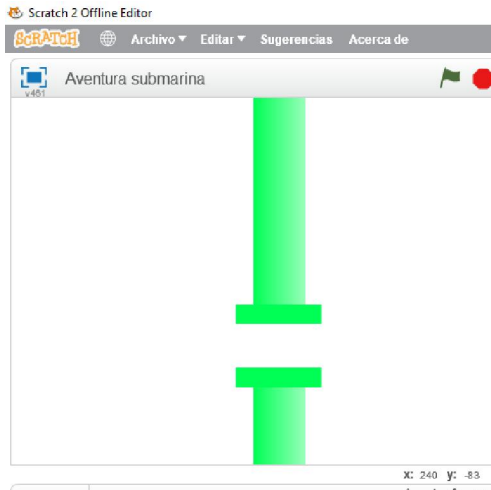 Scratch 2 Offline Editor
SCRATCH Archivo Editar Sugerencias Acerca de
Aventura submarina
v461
x: 240 y: -83